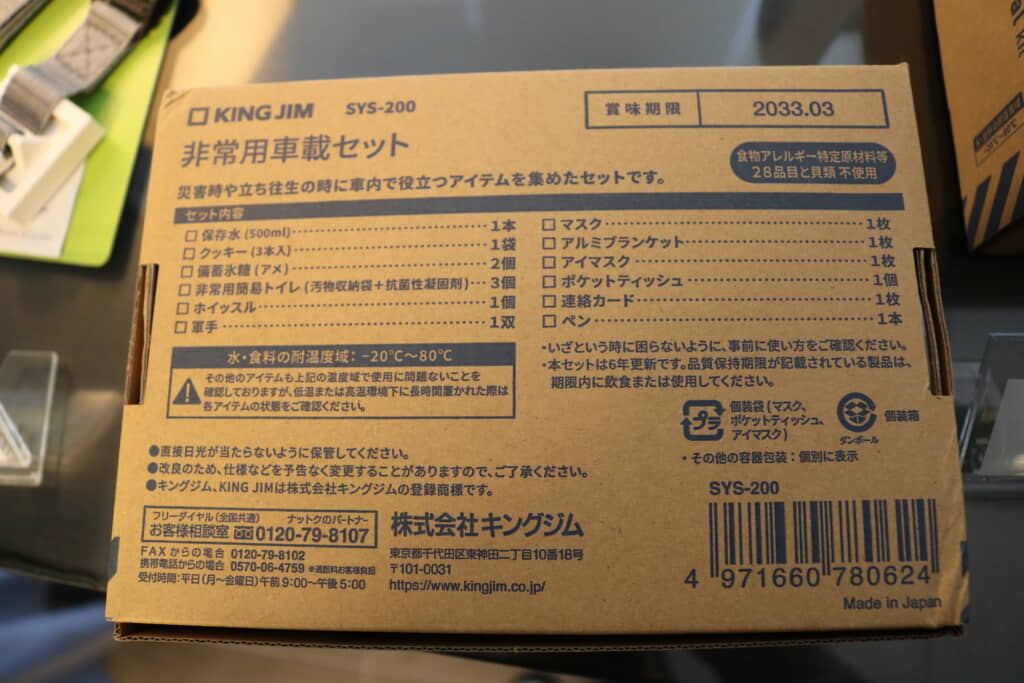 KING JIM SYS-200
賞味期限 2033.03
非常用車載セット
食物アレルギー特定原材料等
28品目と貝類 不使用
災害時や立ち往生の時に車内で役立つアイテムを集めたセットです。
セット内容
□保存水(500ml)……1本
□クッキー(3本入)……1袋
□備蓄氷糖(アメ)……2個
□非常用簡易トイレ(汚物収納袋+抗菌性凝固剤)…3個
□ホイッスル……1個
□軍手……1双
□マスク……1枚
□アルミブランケット……1枚
□アイマスク……1枚
□ポケットティッシュ……1個
□連絡カード……1枚
□ペン……1本
水・食料の耐温度域:-20℃〜80℃
その他のアイテムも上記の温度域で使用に問題ないことを
確認しておりますが、低温または高温環境下に長時間置かれた際は
各アイテムの状態をご確認ください。
・いざという時に困らないように、事前に使い方をご確認ください。
・本セットは6年更新です。品質保持期限が記載されている製品は、
期限内に飲食または使用してください。
プラ
個装袋(マスク、
ポケットティッシュ、
アイマスク)
ダンボール
個装箱
・その他の容器包装:個別に表示
●直接日光が当たらないように保管してください。
●改良のため、仕様などを予告なく変更することがありますので、ご了承ください。
●キングジム、KING JIMは株式会社キングジムの登録商標です。
フリーダイヤル(全国共通) ナットクのパートナー
お客様相談室 0120-79-8107
FAXからの場合 0120-79-8102
携帯電話からの場合 0570-06-4759 ※通話料お客様負担
受付時間:平日(月〜金曜日)午前9:00〜午後5:00
株式会社キングジム
東京都千代田区東神田二丁目10番18号
〒101-0031
https://www.kingjim.co.jp/
SYS-200
4 971660 780624
Made in Japan